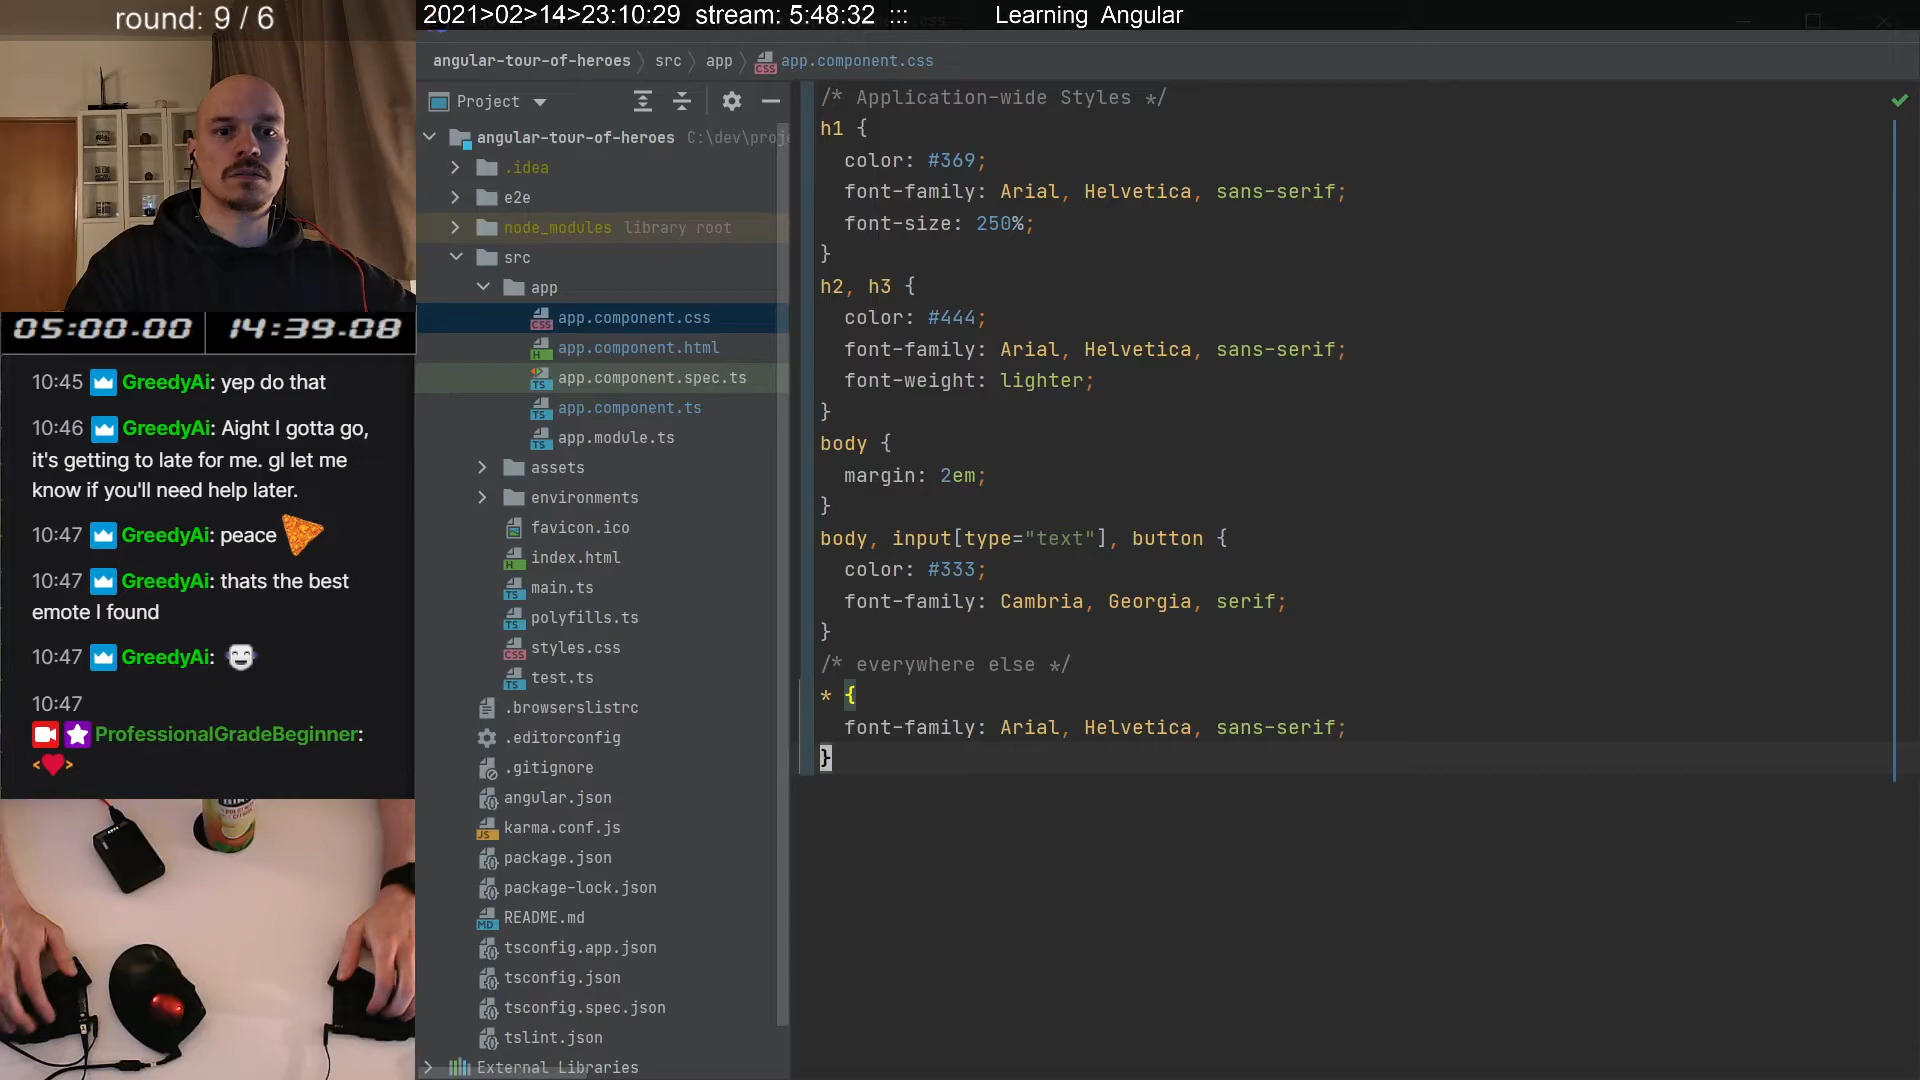 round: 9 / 6
2021>02>14>23:10:29 stream: 5:48:32 ::: Learning Angular
angular-tour-of-heroes src app app.component.css
Project
angular-tour-of-heroes C:\dev\proj
.idea
e2e
node_modules library root
src
app
app.component.css
app.component.html
app.component.spec.ts
app.component.ts
app.module.ts
assets
environments
favicon.ico
index.html
main.ts
polyfills.ts
styles.css
test.ts
.browserslistrc
.editorconfig
.gitignore
angular.json
karma.conf.js
package.json
package-lock.json
README.md
tsconfig.app.json
tsconfig.json
tsconfig.spec.json
tslint.json
External Libraries
/* Application-wide Styles */
h1 {
color: #369;
font-family: Arial, Helvetica, sans-serif;
font-size: 250%;
}
h2, h3 {
color: #444;
font-family: Arial, Helvetica, sans-serif;
font-weight: lighter;
}
body {
margin: 2em;
}
body, input[type="text"], button {
color: #333;
font-family: Cambria, Georgia, serif;
}
/* everywhere else */
* {
font-family: Arial, Helvetica, sans-serif;
}
05:00.00 14:39.08
10:45 GreedyAi: yep do that
10:46 GreedyAi: Aight I gotta go,
it's getting to late for me. gl let me
know if you'll need help later.
10:47 GreedyAi: peace
10:47 GreedyAi: thats the best
emote I found
10:47 GreedyAi:
10:47
ProfessionalGradeBeginner: